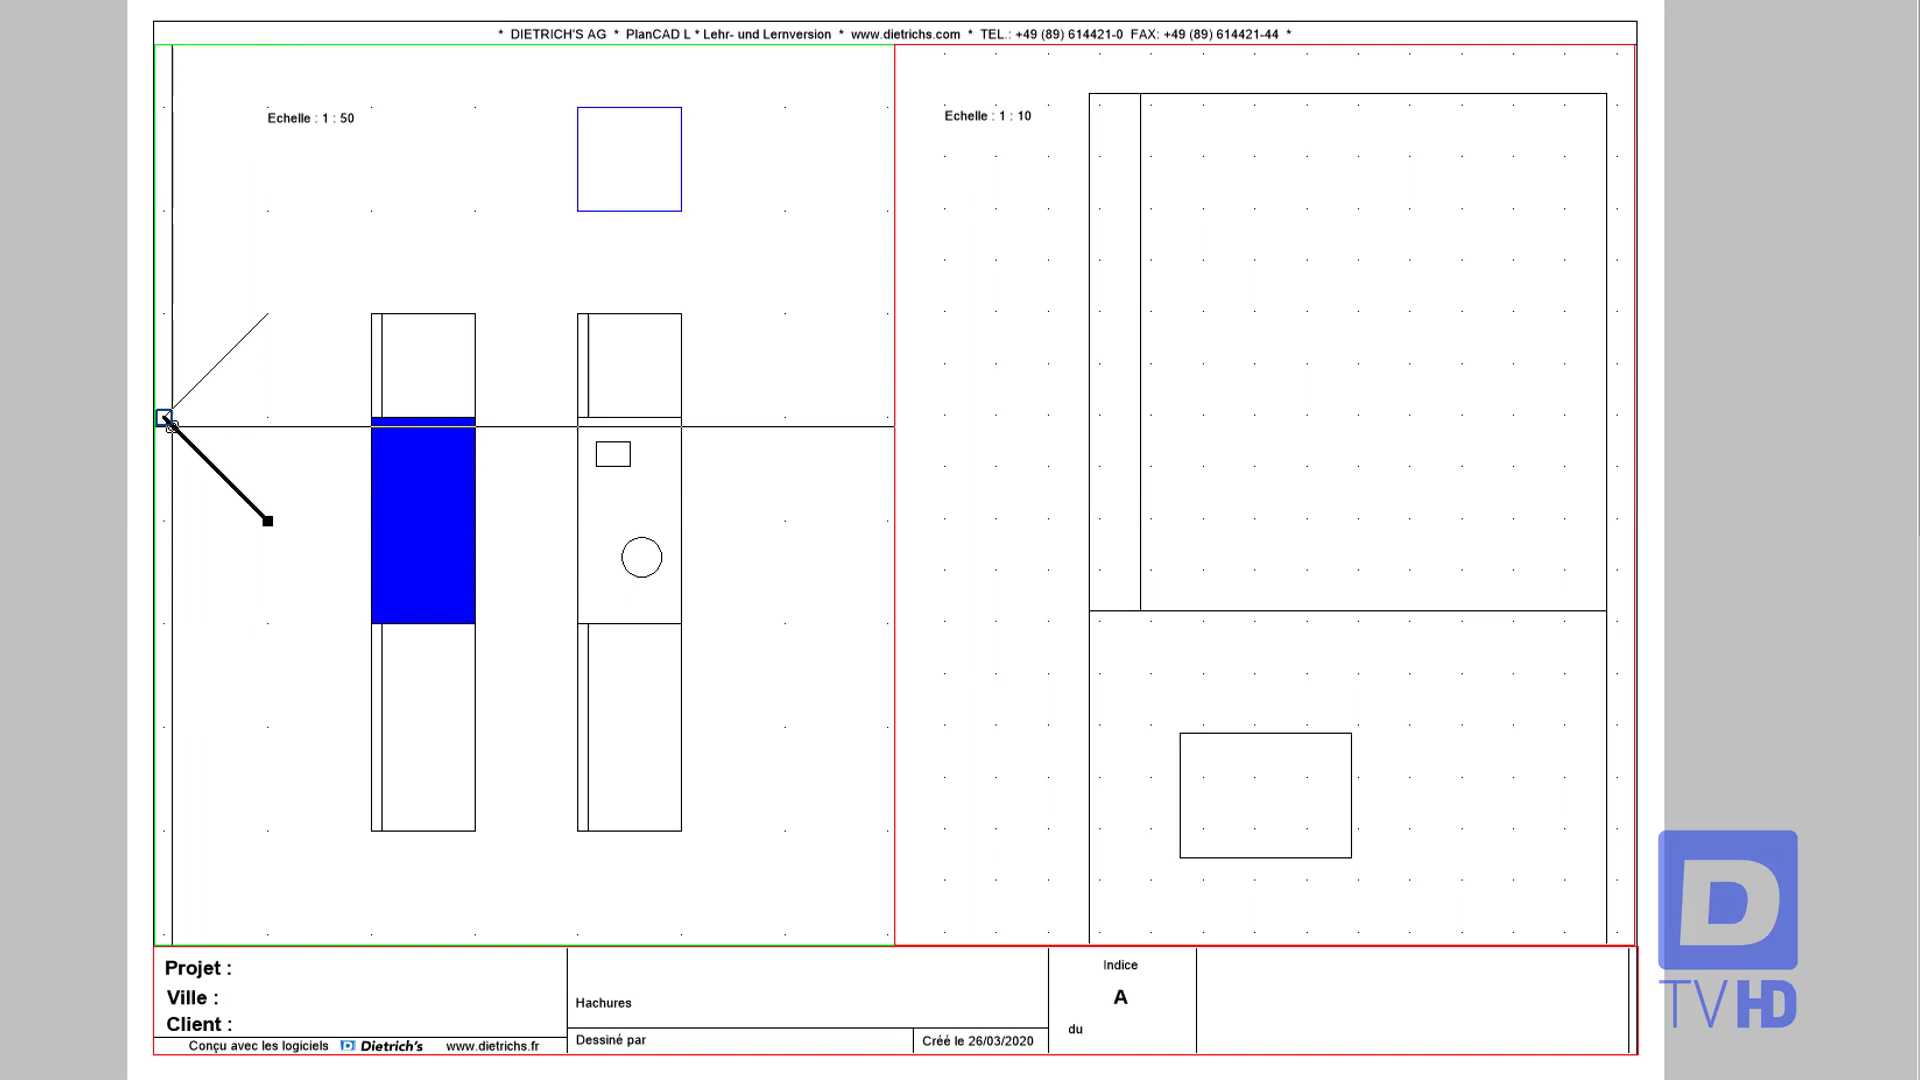 * DIETRICH'S AG * PlanCAD L * Lehr- und Lernversion * www.dietrichs.com * TEL.: +49 (89) 614421-0 FAX: +49 (89) 614421-44 *
Echelle : 1 : 50
Echelle : 1 : 10
Projet :
Ville :
Client :
Conçu avec les logiciels D Dietrich's www.dietrichs.fr
Hachures
Dessiné par
Créé le 26/03/2020
Indice
A
du
D
TVHD